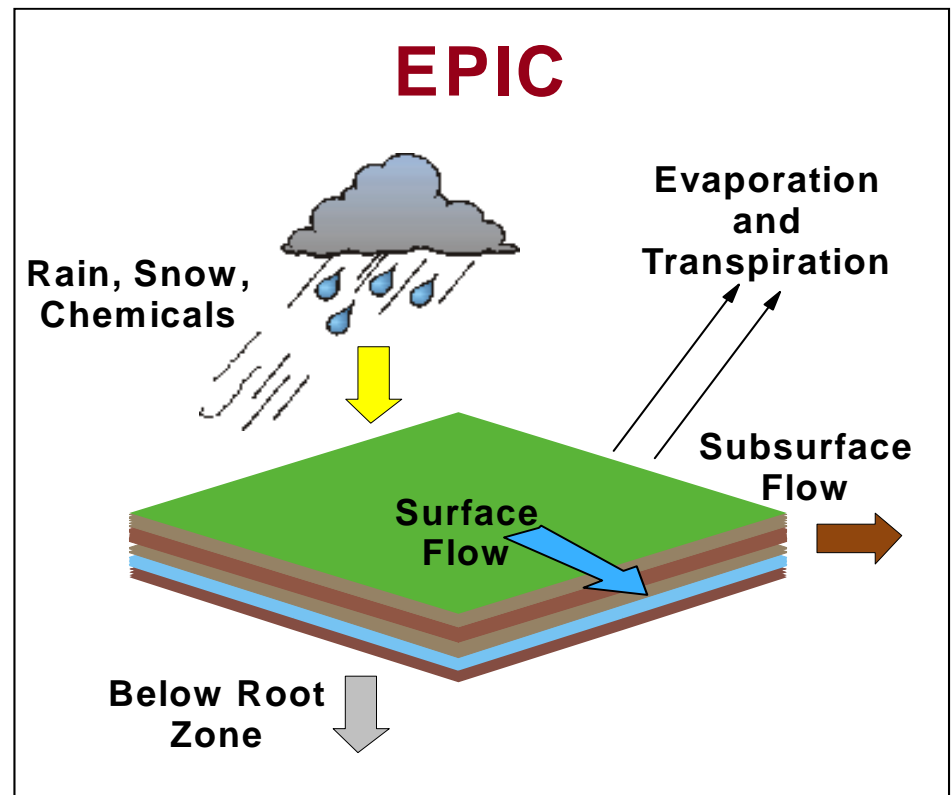 EPIC
Evaporation
and
Transpiration
Rain, Snow,
Chemicals
Subsurface
Flow
Surface
Flow
Below Root
Zone